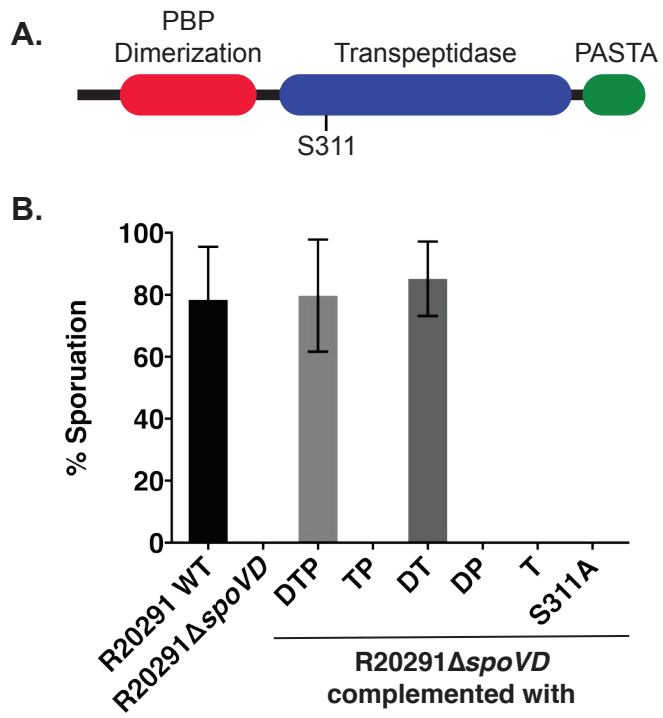 A.
PBP
Dimerization
Transpeptidase
PASTA
S311
B.
% Sporuation
100
80
60
40
20
0
R20291 WT
R20291ΔspoVD
DTP
TP
DT
DP
T
S311A
R20291ΔspoVD
complemented with